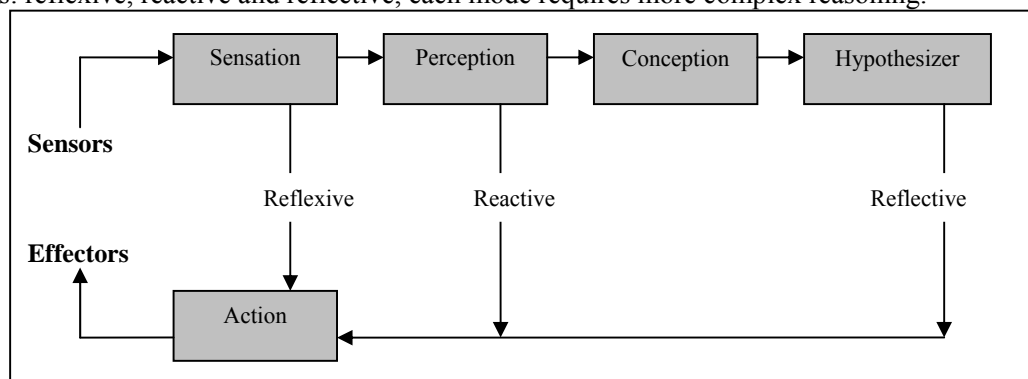 s: reflexive, reactive and reflective, each mode requires more complex reasoning.
Sensation Perception Conception Hypothesizer
Sensors
Reflexive Reactive Reflective
Effectors
Action